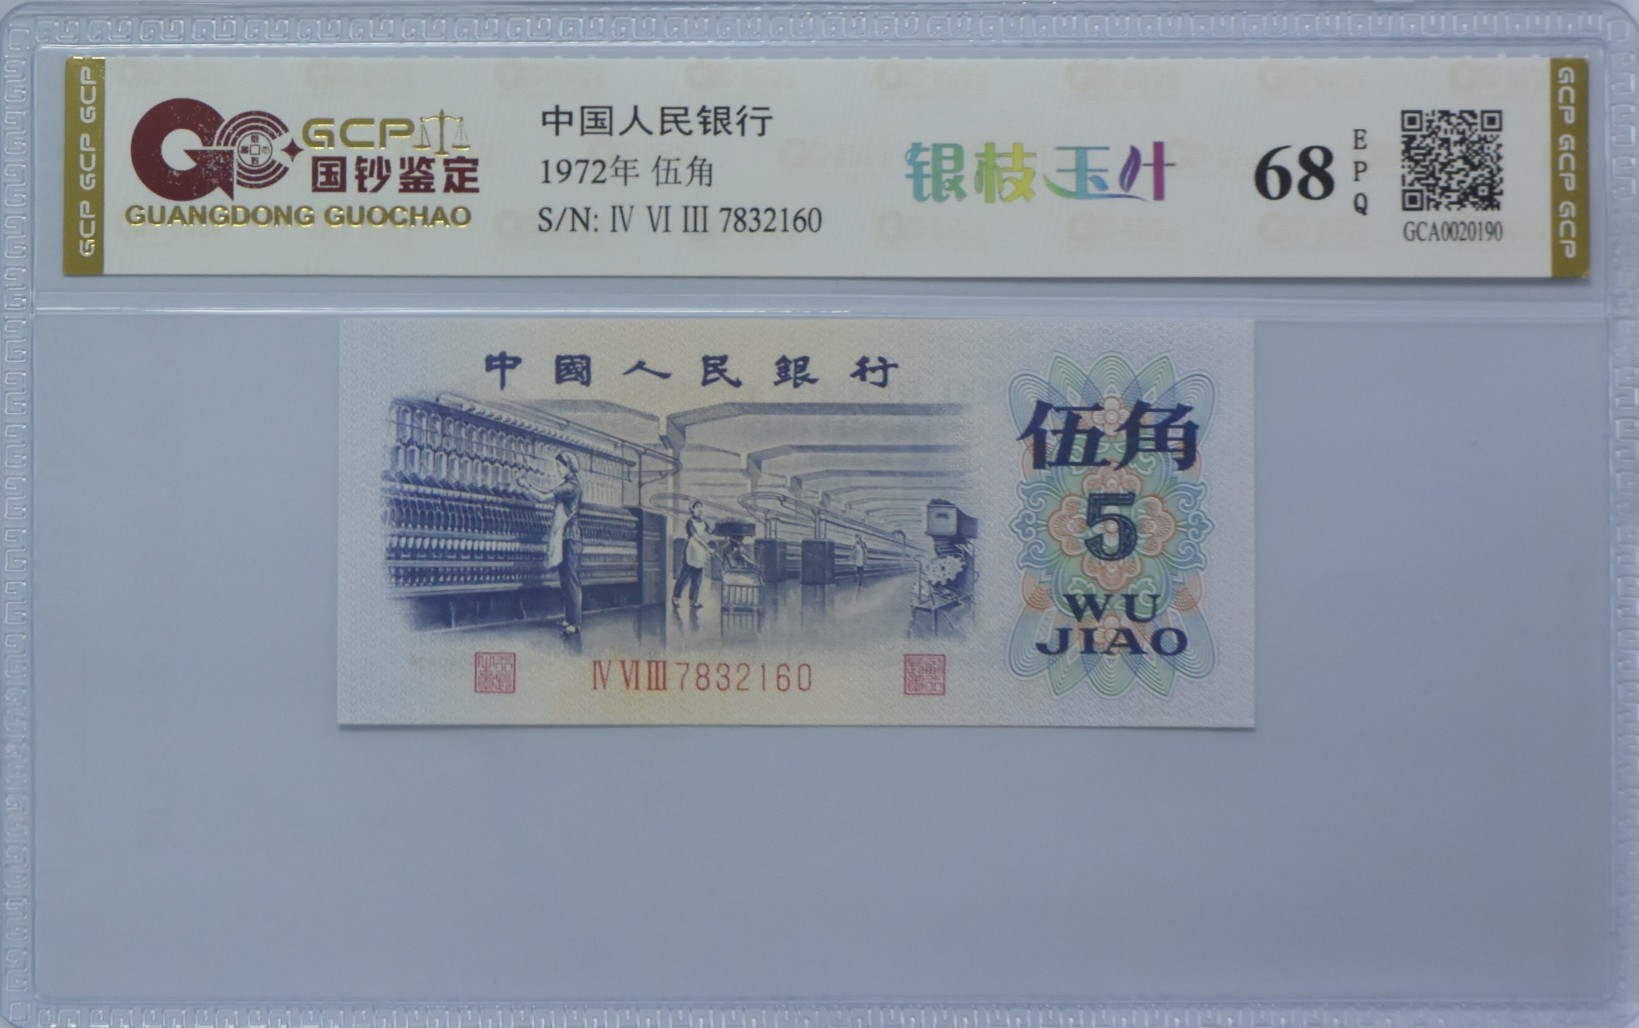 GCP GCP GCP
GCP
国钞鉴定
GUANGDONG GUOCHAO
中国人民银行
1972年 伍角
S/N: Ⅳ Ⅵ Ⅲ 7832160
银枝玉叶
68
EPQ
GCA0020190
GCP GCP GCP
中國人民銀行
伍角
5
WU
JIAO
Ⅳ Ⅵ Ⅲ 7832160